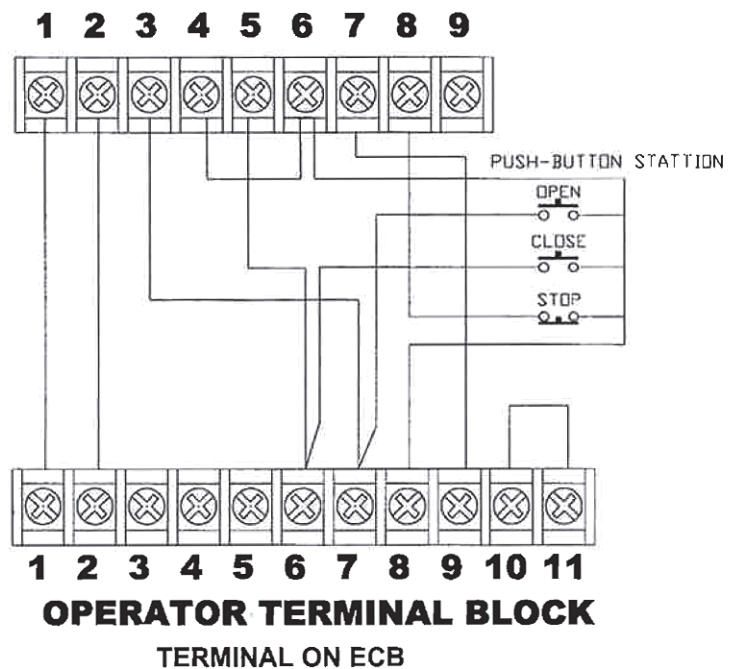 1 2 3 4 5 6 7 8 9
PUSH-BUTTON STATTION
OPEN
CLOSE
STOP
1 2 3 4 5 6 7 8 9 10 11
OPERATOR TERMINAL BLOCK
TERMINAL ON ECB